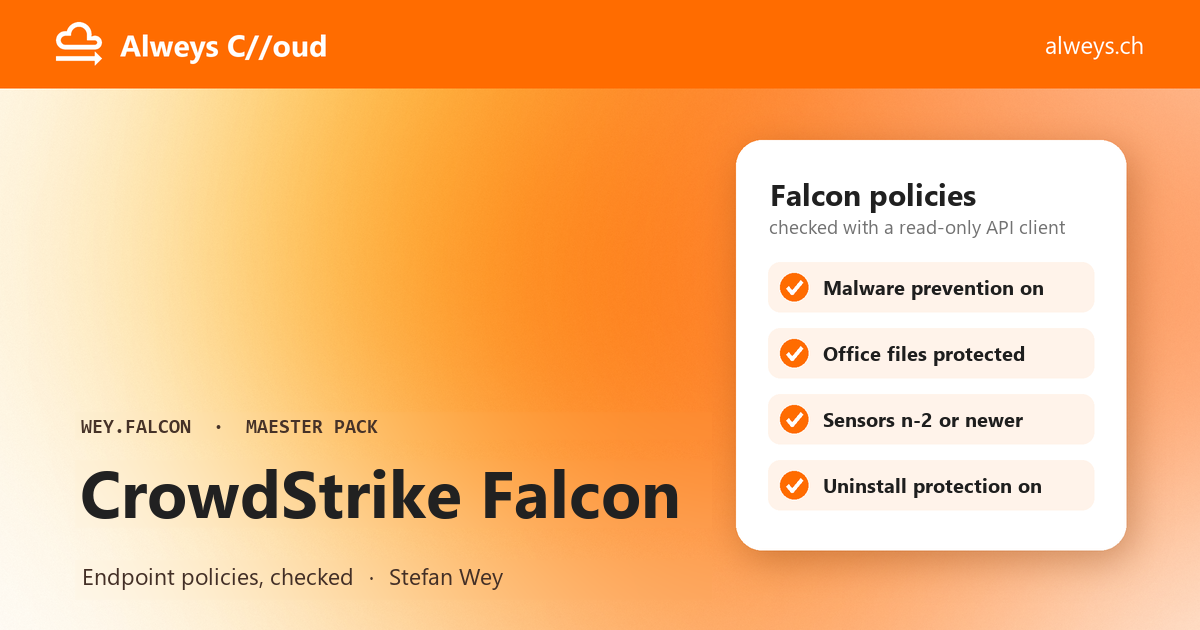 Alweys C//oud
alweys.ch
Falcon policies
checked with a read-only API client
Malware prevention on
Office files protected
Sensors n-2 or newer
Uninstall protection on
WEY.FALCON · MAESTER PACK
CrowdStrike Falcon
Endpoint policies, checked · Stefan Wey